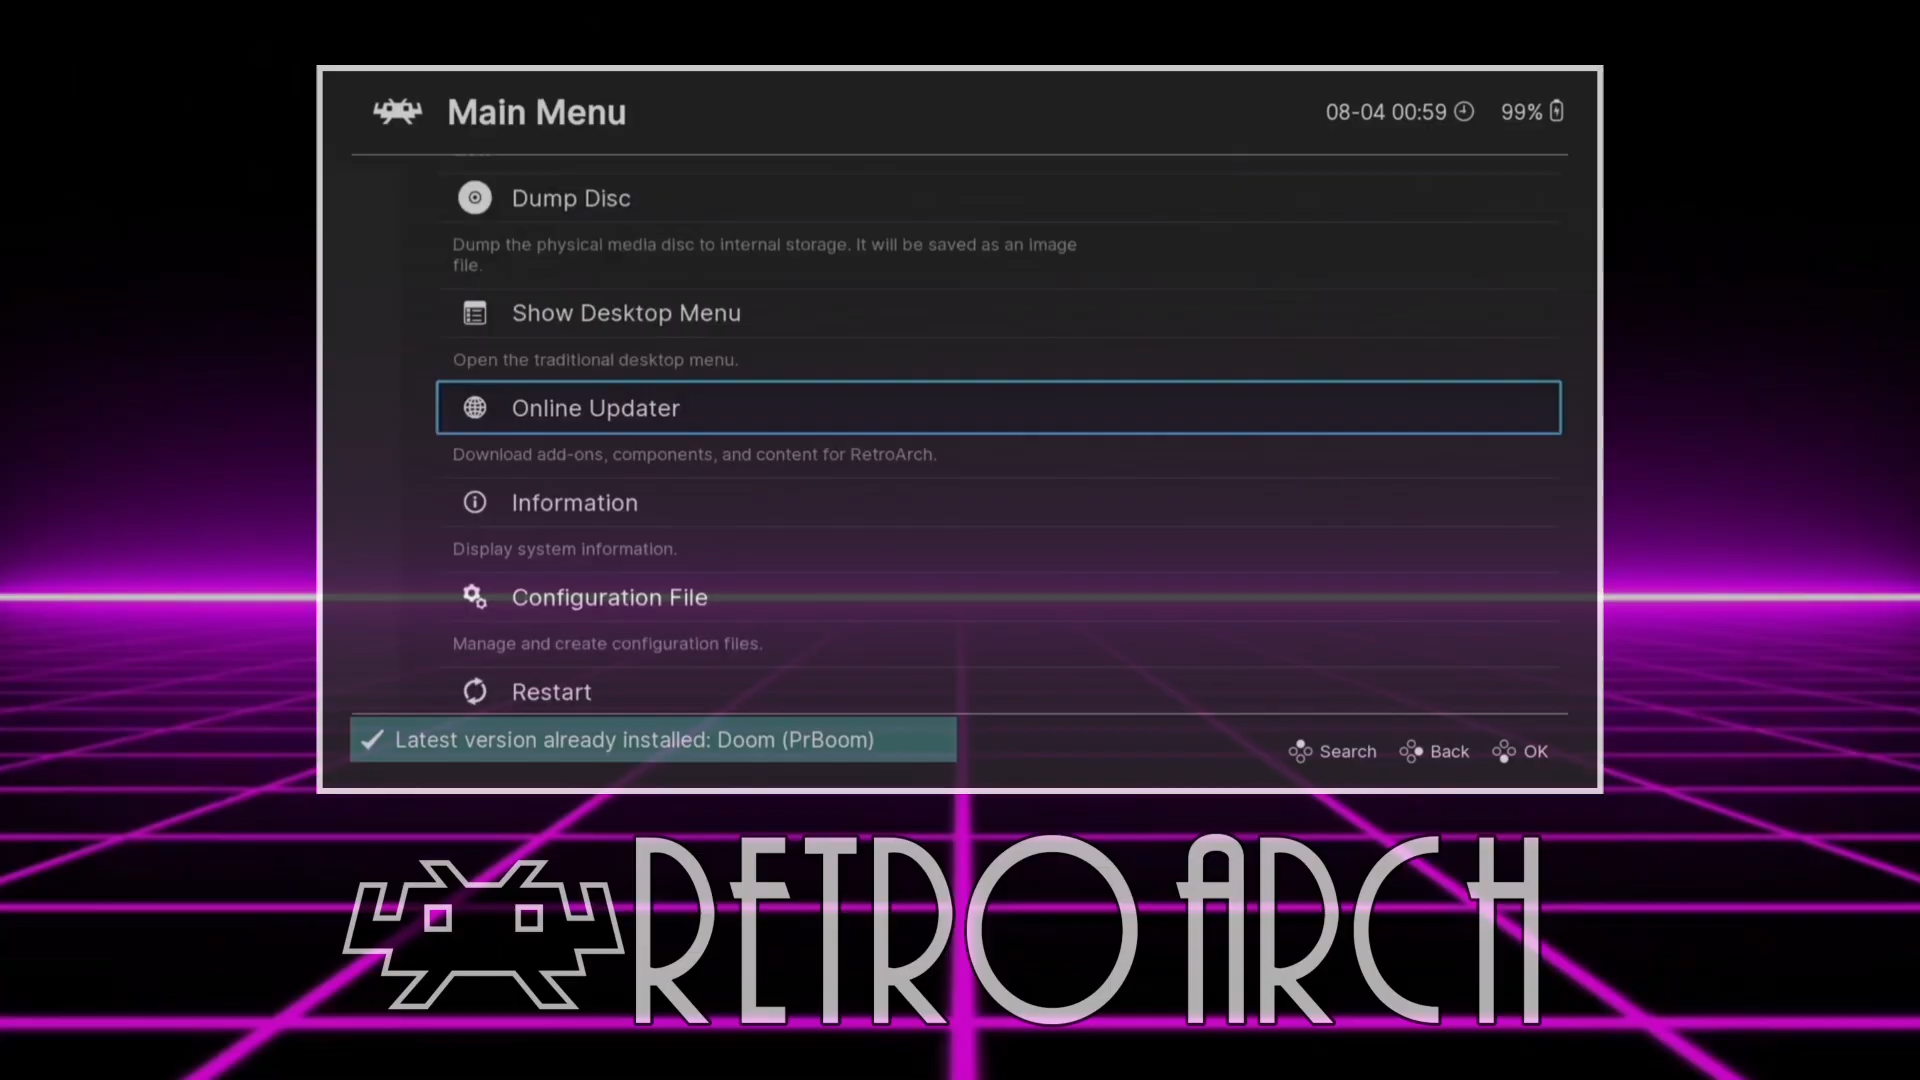 Main Menu
08-04 00:59
99%
Dump Disc
Dump the physical media disc to internal storage. It will be saved as an image
file.
Show Desktop Menu
Open the traditional desktop menu.
Online Updater
Download add-ons, components, and content for RetroArch.
Information
Display system information.
Configuration File
Manage and create configuration files.
Restart
Latest version already installed: Doom (PrBoom)
Search
Back
OK
RETROARCH